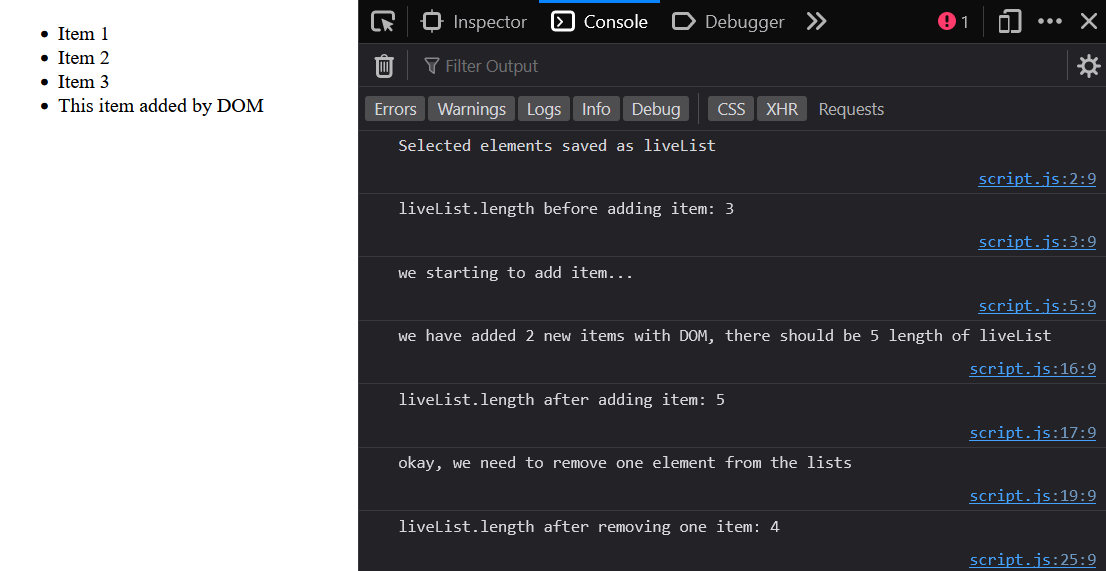 Item 1
Item 2
Item 3
This item added by DOM
Inspector Console Debugger 1
Filter Output
Errors Warnings Logs Info Debug CSS XHR Requests
Selected elements saved as liveList
script.js:2:9
liveList.length before adding item: 3
script.js:3:9
we starting to add item...
script.js:5:9
we have added 2 new items with DOM, there should be 5 length of liveList
script.js:16:9
liveList.length after adding item: 5
script.js:17:9
okay, we need to remove one element from the lists
script.js:19:9
liveList.length after removing one item: 4
script.js:25:9